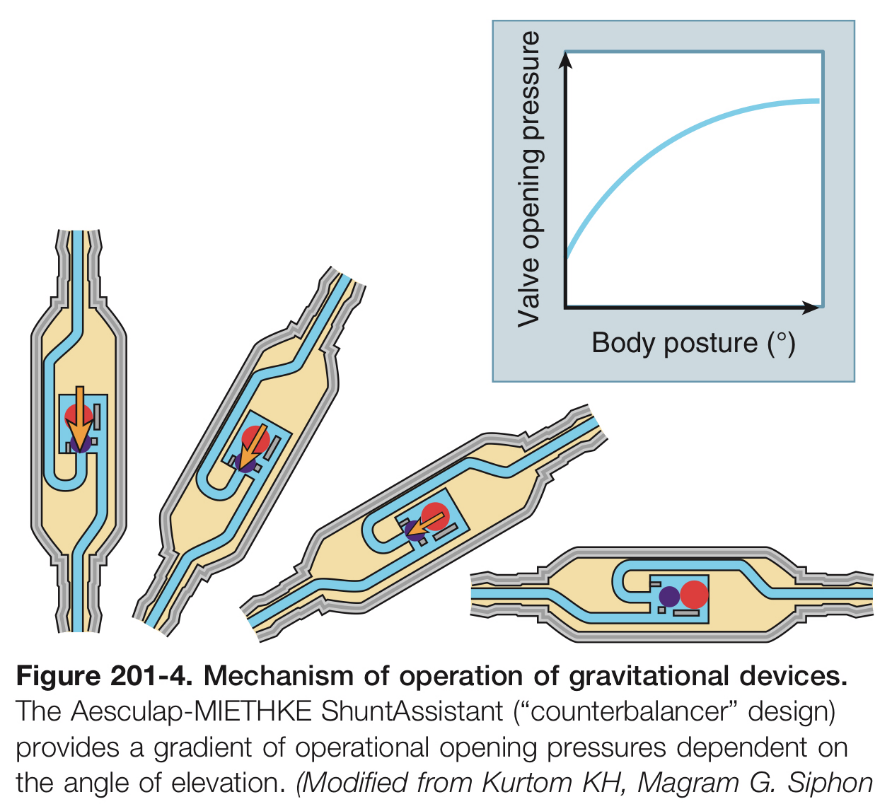 Valve opening pressure
Body posture (°)
Figure 201-4. Mechanism of operation of gravitational devices.
The Aesculap-MIETHKE ShuntAssistant (“counterbalancer” design)
provides a gradient of operational opening pressures dependent on
the angle of elevation. (Modified from Kurtom KH, Magram G. Siphon